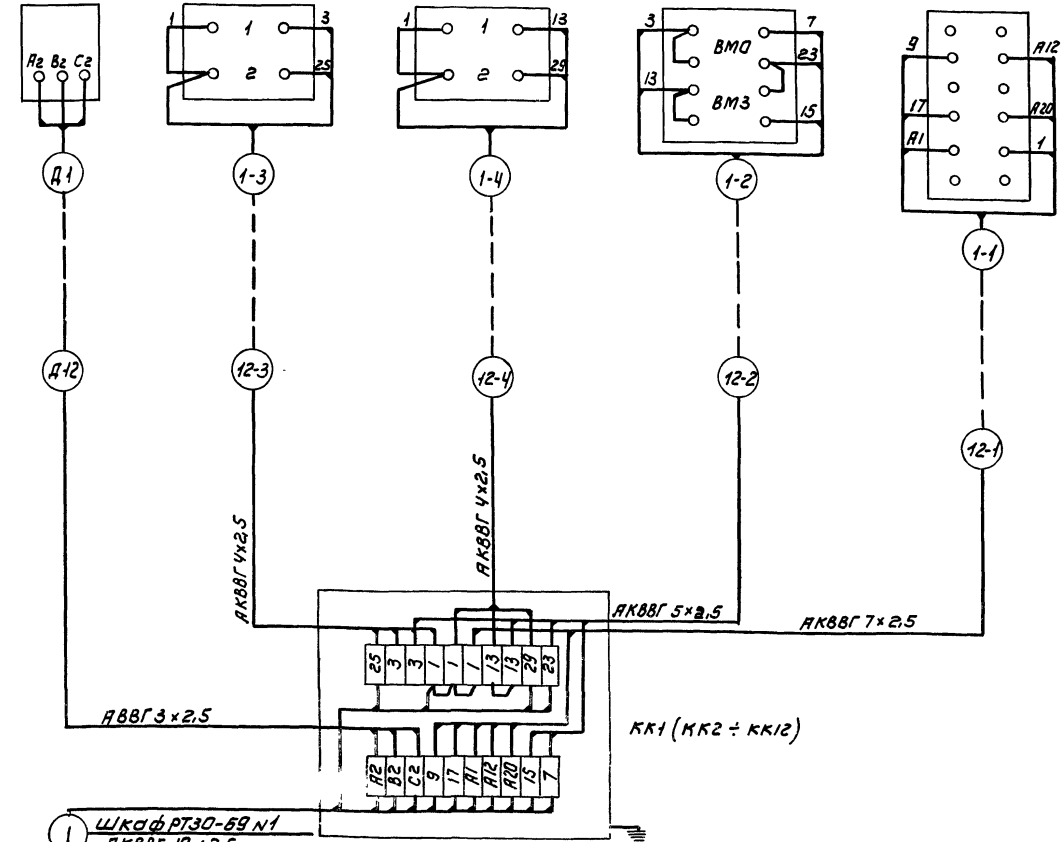 А2 В2 С2
1 1 3
2 25
1 1 13
2 29
3 ВМО 7
23
13
ВМЗ 15
9 А12
17 А20
А1 1
Д1 1-3 1-4 1-2
1-1
Д12 12-3 12-4 12-2
12-1
АКВВГ 4×2,5
АКВВГ 4×2,5
АКВВГ 5×2,5
АКВВГ 7×2,5
25 3 3 1 1 1 13 13 29 23
АВВГ 3×2,5
КК1 (КК2 ÷ КК12)
А2 В2 С2 9 17 А1 А12 А20 15 7
1 Шкаф РТЗО-69 №1